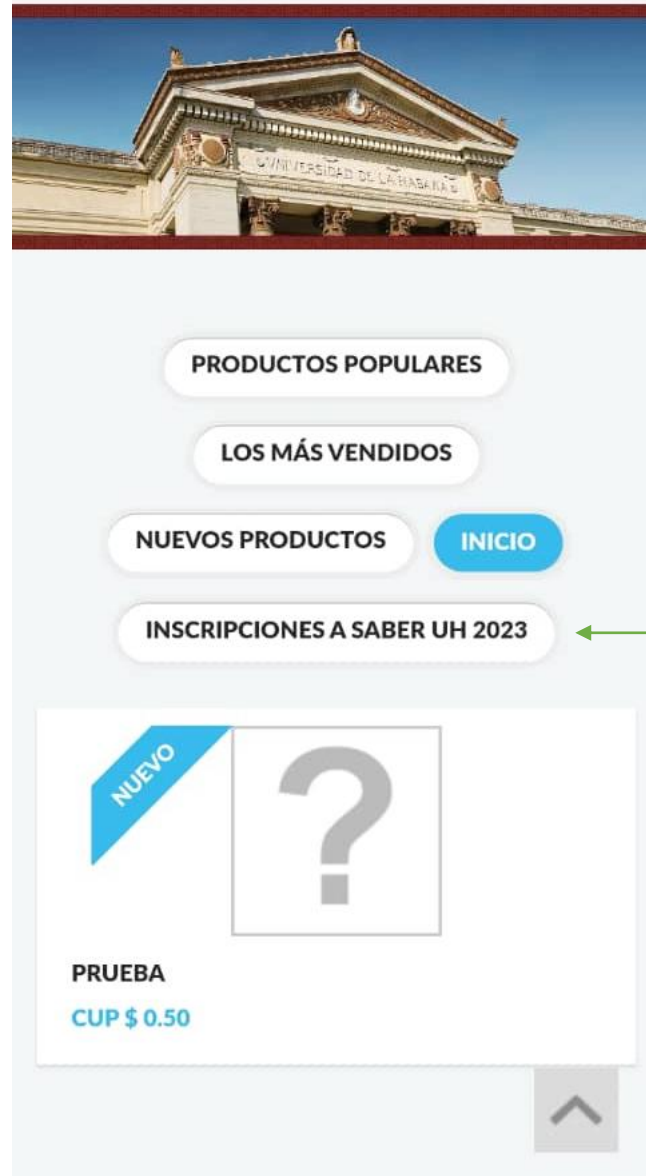 UNIVERSIDAD DE LA HABANA
PRODUCTOS POPULARES
LOS MÁS VENDIDOS
NUEVOS PRODUCTOS
INICIO
INSCRIPCIONES A SABER UH 2023
NUEVO
?
PRUEBA
CUP $ 0.50